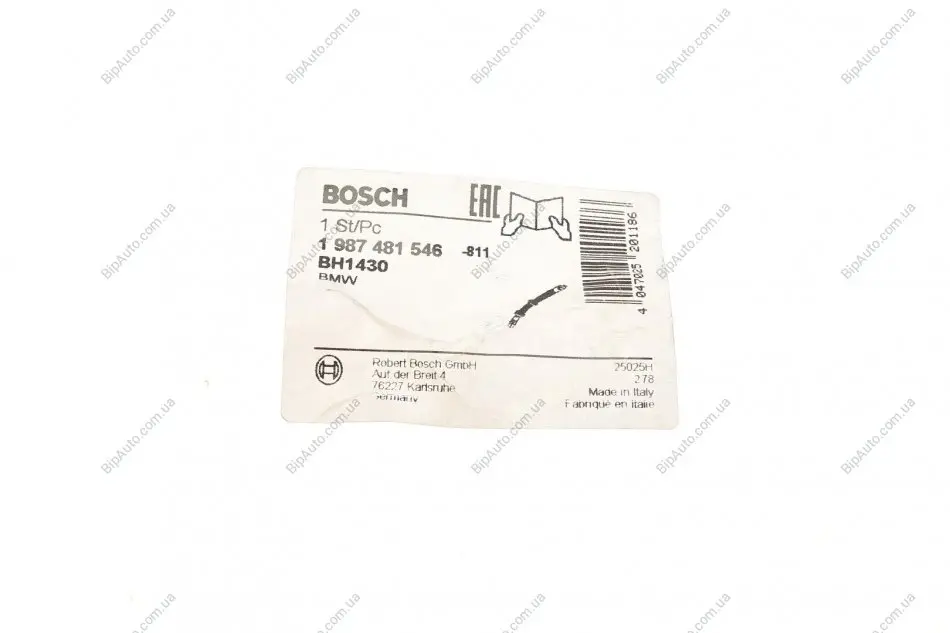 BOSCH
EAC
1 St/Pc
1 987 481 546 -811
BH1430
BMW
4 047025 201186
Robert Bosch GmbH
Auf der Breit 4
76227 Karlsruhe
Germany
25025H
278
Made in Italy
Fabriqué en Italie
BipAuto.com.ua